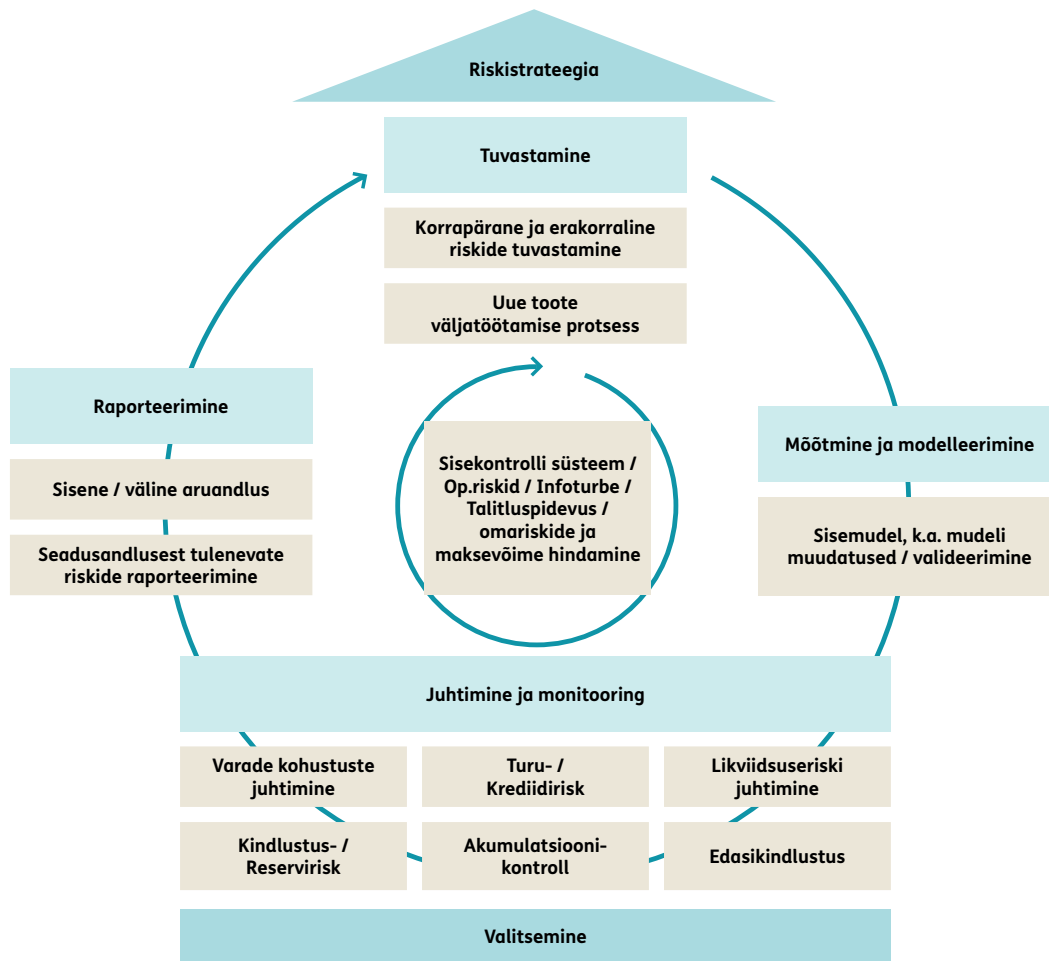 Riskistrateegia
Tuvastamine
Korrapärane ja erakorraline
riskide tuvastamine
Uue toote
väljatöötamise protsess
Raporteerimine
Sisene / väline aruandlus
Seadusandlusest tulenevate
riskide raporteerimine
Sisekontrolli süsteem /
Op.riskid / Infoturbe /
Talitluspidevus /
omariskide ja
maksevõime hindamine
Mõõtmine ja modelleerimine
Sisemudel, k.a. mudeli
muudatused / valideerimine
Juhtimine ja monitooring
Varade kohustuste
juhtimine
Turu- /
Krediidirisk
Likviidsuseriski
juhtimine
Kindlustus- /
Reservirisk
Akumulatsiooni-
kontroll
Edasikindlustus
Valitsemine